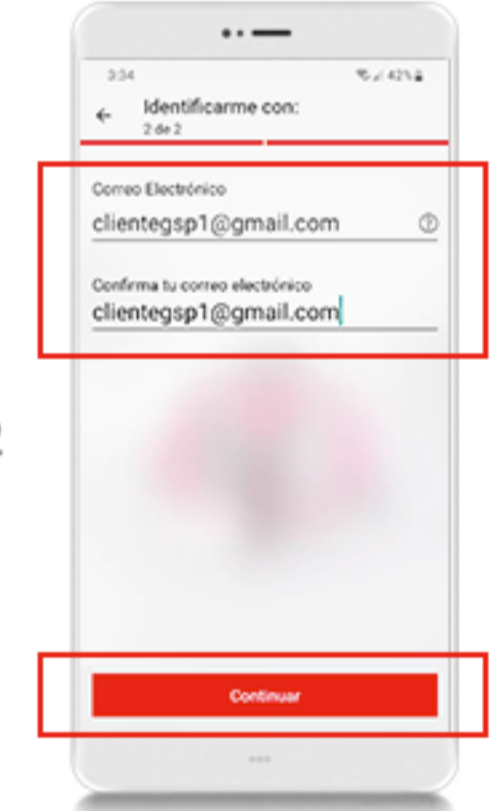 3:34 42%
Identificarme con:
2 de 2
Correo Electrónico
clientegsp1@gmail.com
Confirma tu correo electrónico
clientegsp1@gmail.com
Continuar